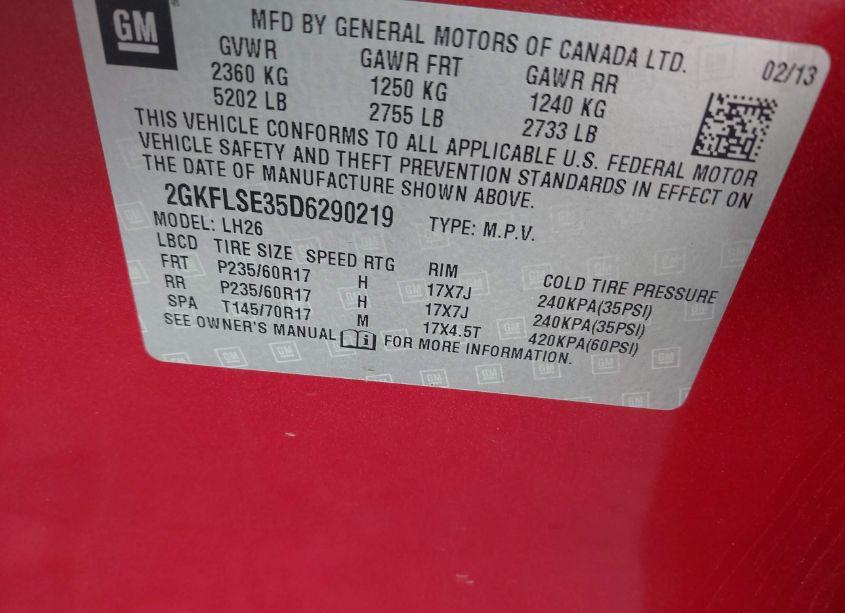 GM
MFD BY GENERAL MOTORS OF CANADA LTD.
02/13
GVWR GAWR FRT GAWR RR
2360 KG 1250 KG 1240 KG
5202 LB 2755 LB 2733 LB
THIS VEHICLE CONFORMS TO ALL APPLICABLE U.S. FEDERAL MOTOR
VEHICLE SAFETY AND THEFT PREVENTION STANDARDS IN EFFECT ON
THE DATE OF MANUFACTURE SHOWN ABOVE.
2GKFLSE35D6290219 TYPE: M.P.V.
MODEL: LH26
LBCD TIRE SIZE SPEED RTG RIM COLD TIRE PRESSURE
FRT P235/60R17 H 17X7J 240KPA(35PSI)
RR P235/60R17 H 17X7J 240KPA(35PSI)
SPA T145/70R17 M 17X4.5T 420KPA(60PSI)
SEE OWNER'S MANUAL FOR MORE INFORMATION.